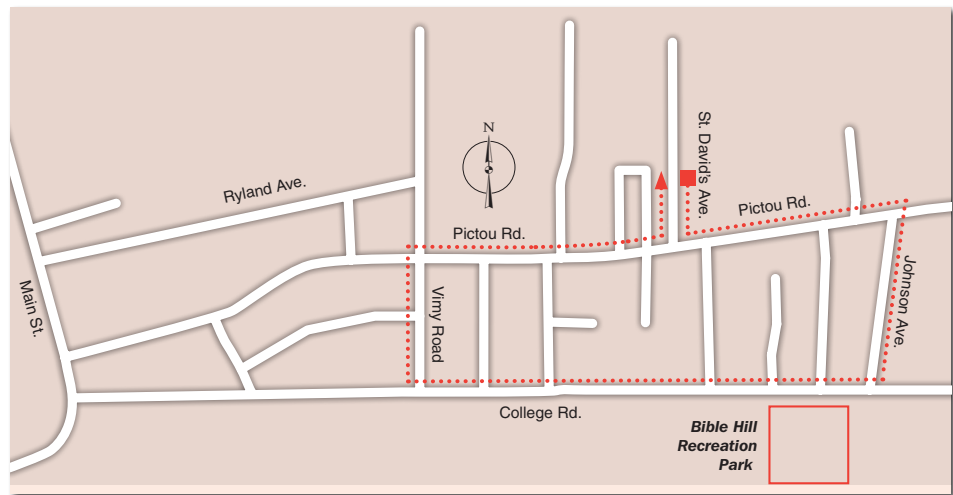 N
St. David's Ave.
Ryland Ave.
Pictou Rd.
Pictou Rd.
Main St.
Vimy Road
Johnson Ave.
College Rd.
Bible Hill
Recreation
Park